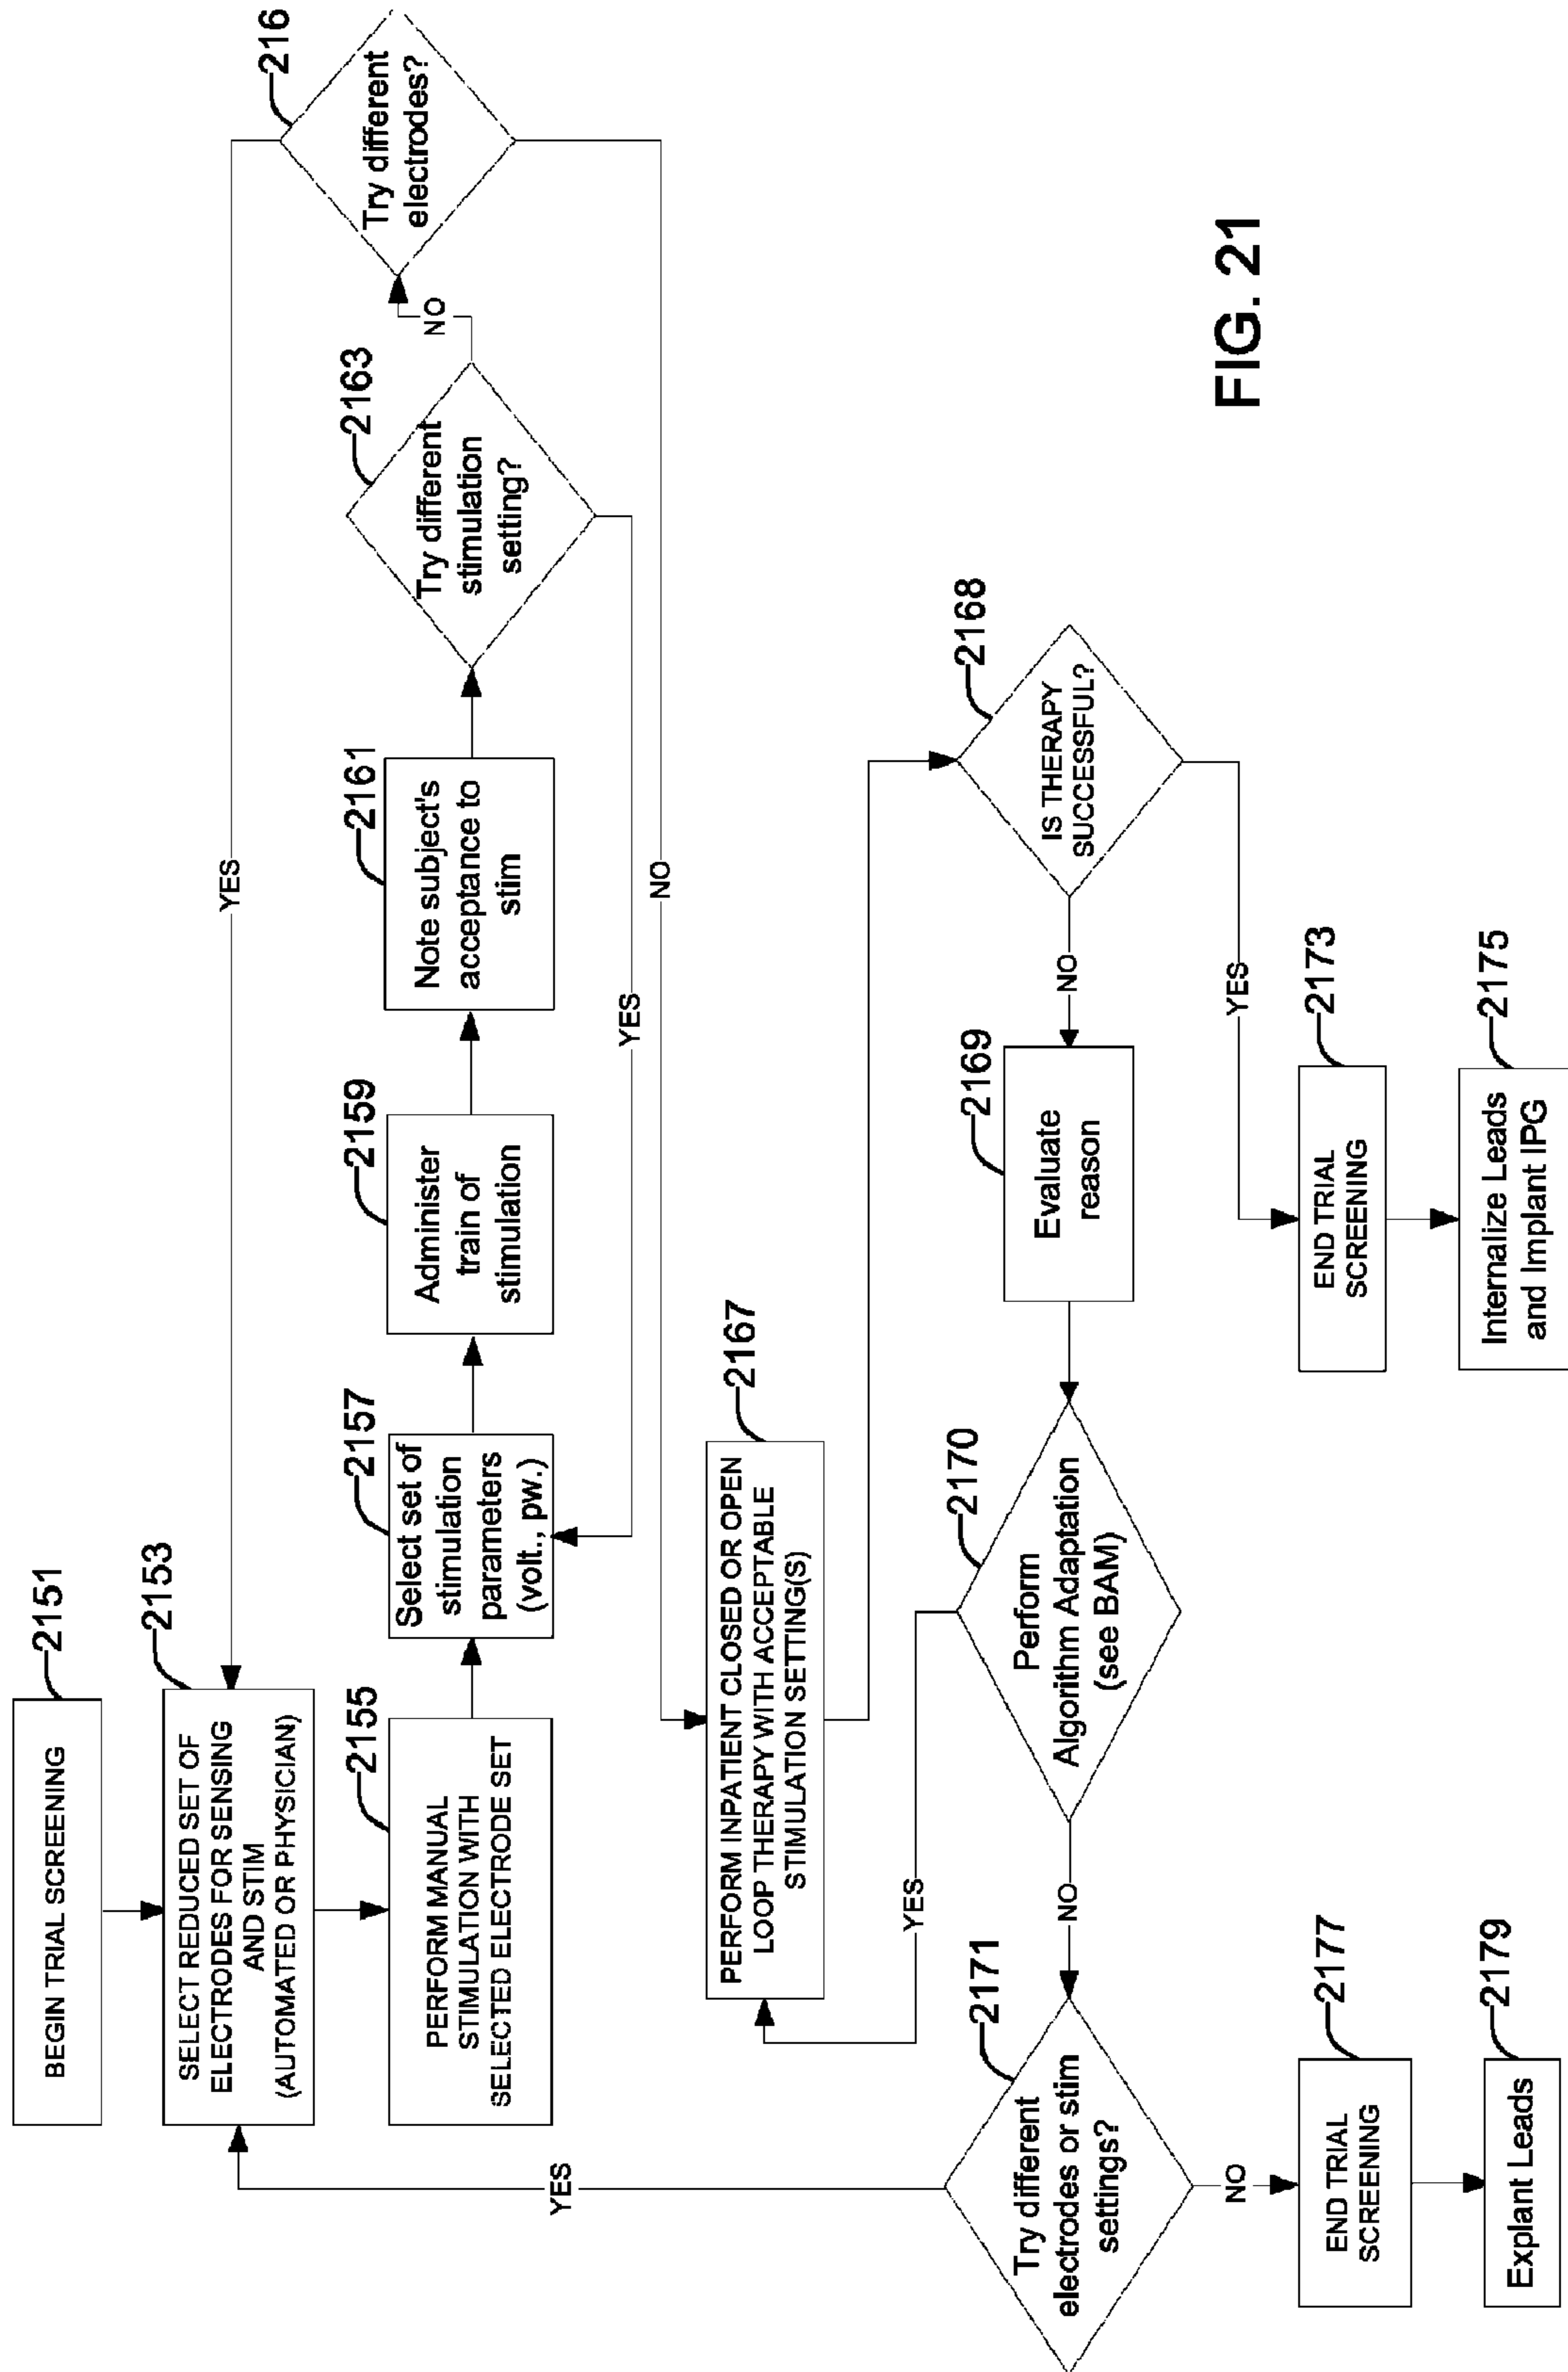 2151
BEGIN TRIAL SCREENING
2153
SELECT REDUCED SET OF
ELECTRODES FOR SENSING
AND STIM
(AUTOMATED OR PHYSICIAN)
YES
2155
PERFORM MANUAL
STIMULATION WITH
SELECTED ELECTRODE SET
2157
Select set of
stimulation
parameters
(volt., pw.)
2159
Administer
train of
stimulation
2161
Note subject's
acceptance to
stim
2163
Try different
stimulation
setting?
NO
216
Try different
electrodes?
YES
NO
2167
PERFORM INPATIENT CLOSED OR OPEN
LOOP THERAPY WITH ACCEPTABLE
STIMULATION SETTING(S)
2168
IS THERAPY
SUCCESSFUL?
NO
2169
Evaluate
reason
2170
Perform
Algorithm Adaptation
(see BAM)
YES
NO
2171
Try different
electrodes or stim
settings?
YES
NO
YES
2173
END TRIAL
SCREENING
2175
Internalize Leads
and Implant IPG
2177
END TRIAL
SCREENING
2179
Explant Leads
FIG. 21